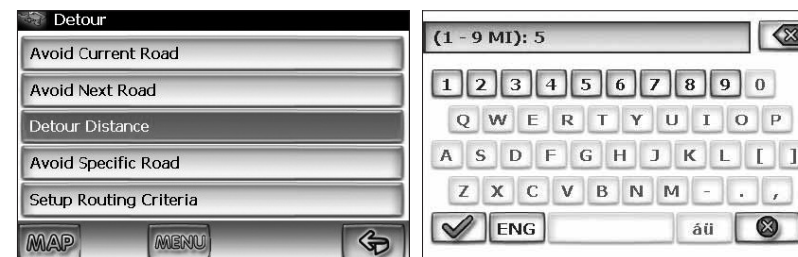 Detour
Avoid Current Road
Avoid Next Road
Detour Distance
Avoid Specific Road
Setup Routing Criteria
MAP MENU
(1 - 9 MI): 5
1 2 3 4 5 6 7 8 9 0
Q W E R T Y U I O P
A S D F G H J K L [ ]
Z X C V B N M - . ,
ENG áü